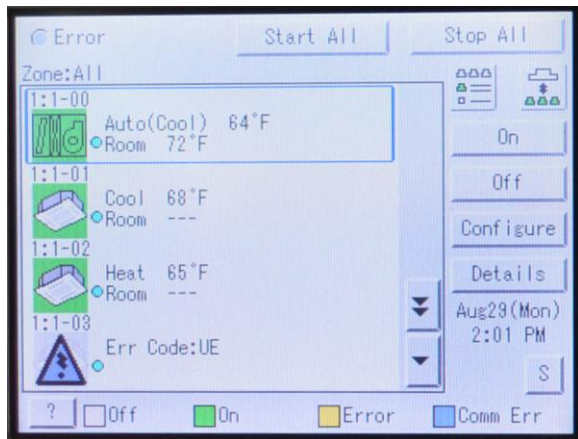 Error Start All Stop All
Zone:All
1:1-00
Auto(Cool) 64°F
Room 72°F
On
1:1-01
Cool 68°F
Room ---
Off
Configure
1:1-02
Heat 65°F
Room ---
Details
1:1-03
Err Code:UE
Aug29(Mon)
2:01 PM
S
? Off On Error Comm Err